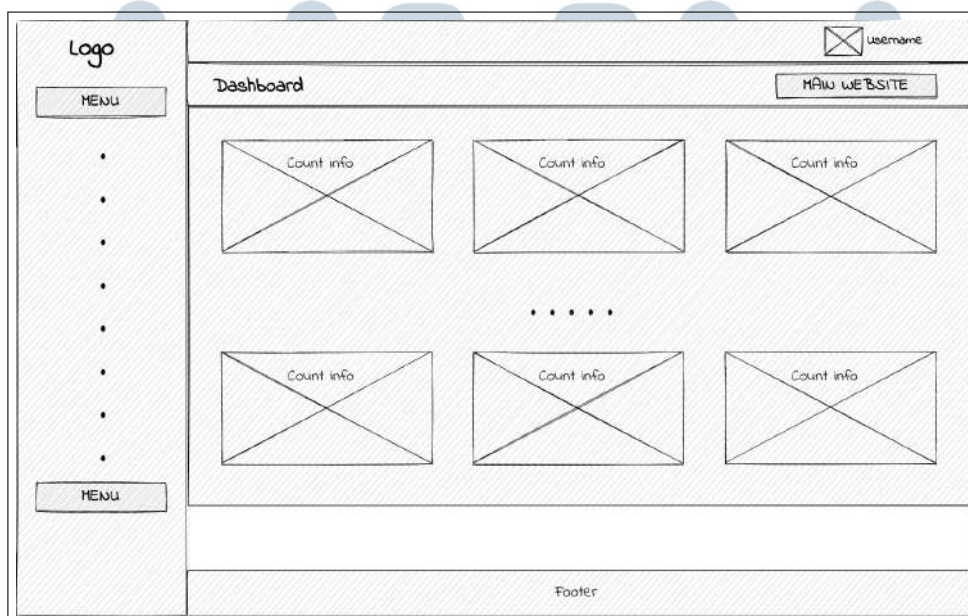 Logo
username
MENU
Dashboard
MAIN WEBSITE
Count info
Count info
Count info
Count info
Count info
Count info
MENU
Footer